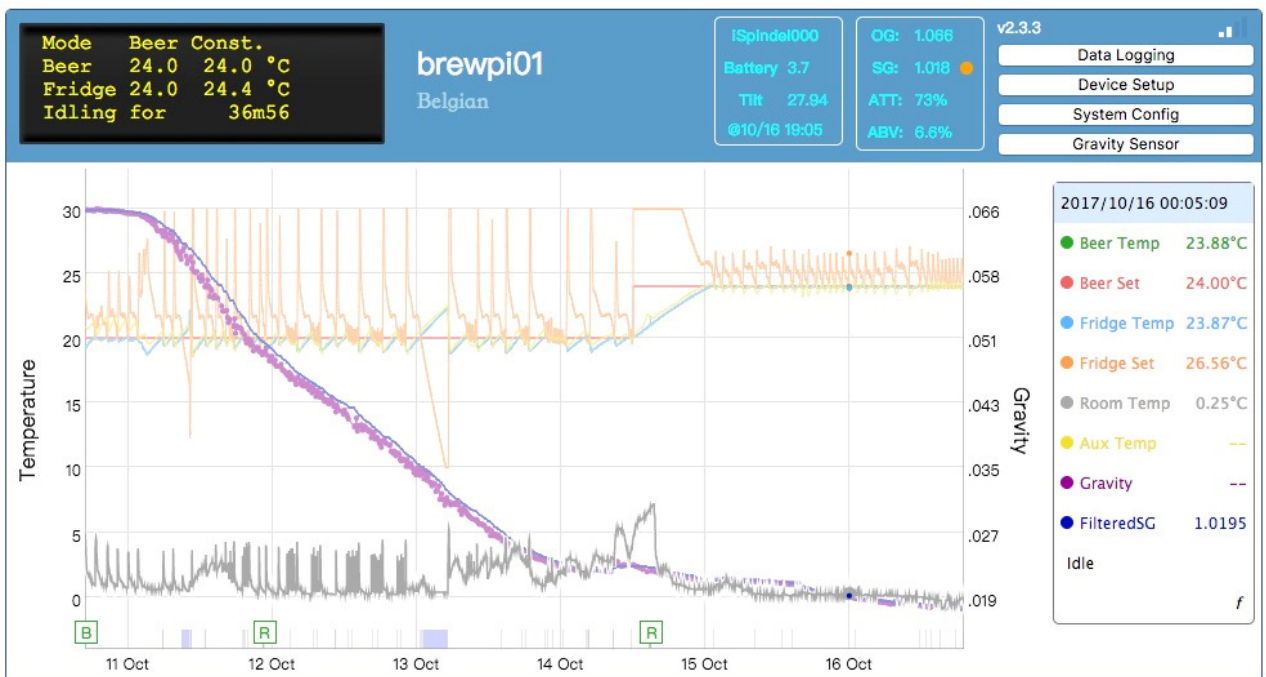 Mode Beer Const.
Beer 24.0 24.0 °C
Fridge 24.0 24.4 °C
Idling for 36m56
brewpi01
Belgian
iSpindel000
Battery 3.7
Tilt 27.94
@10/16 19:05
OG: 1.066
SG: 1.018
ATT: 73%
ABV: 6.6%
v2.3.3
Data Logging
Device Setup
System Config
Gravity Sensor
Temperature
30
25
20
15
10
5
0
.066
.058
.051
.043
.035
.027
.019
Gravity
B
R
R
11 Oct
12 Oct
13 Oct
14 Oct
15 Oct
16 Oct
2017/10/16 00:05:09
Beer Temp 23.88°C
Beer Set 24.00°C
Fridge Temp 23.87°C
Fridge Set 26.56°C
Room Temp 0.25°C
Aux Temp --
Gravity --
FilteredSG 1.0195
Idle
f